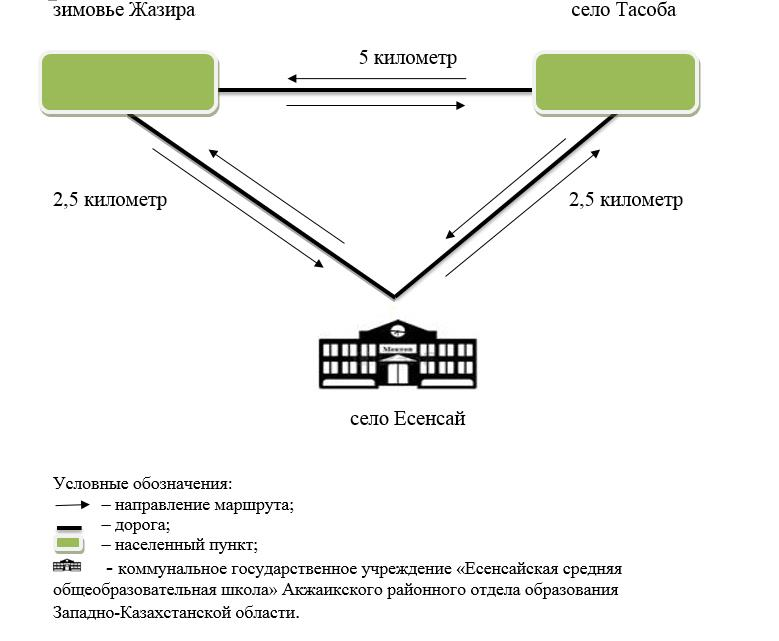 зимовье Жазира
село Тасоба
5 километр
2,5 километр
2,5 километр
Мектеп
село Есенсай
Условные обозначения:
– направление маршрута;
– дорога;
– населенный пункт;
- коммунальное государственное учреждение «Есенсайская средняя
общеобразовательная школа» Акжаикского районного отдела образования
Западно-Казахстанской области.